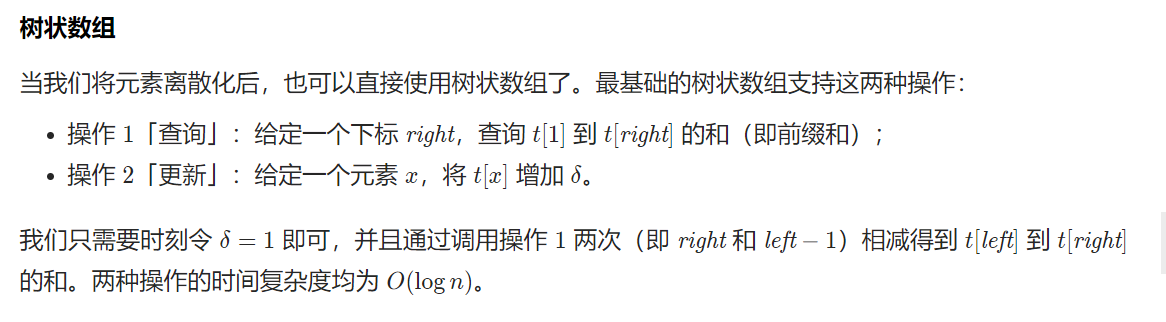 树状数组
当我们将元素离散化后，也可以直接使用树状数组了。最基础的树状数组支持这两种操作：
• 操作 1「查询」：给定一个下标 right，查询 t[1] 到 t[right] 的和（即前缀和）；
• 操作 2「更新」：给定一个元素 x，将 t[x] 增加 δ。
我们只需要时刻令 δ = 1 即可，并且通过调用操作 1 两次（即 right 和 left − 1）相减得到 t[left] 到 t[right]
的和。两种操作的时间复杂度均为 O(log n)。